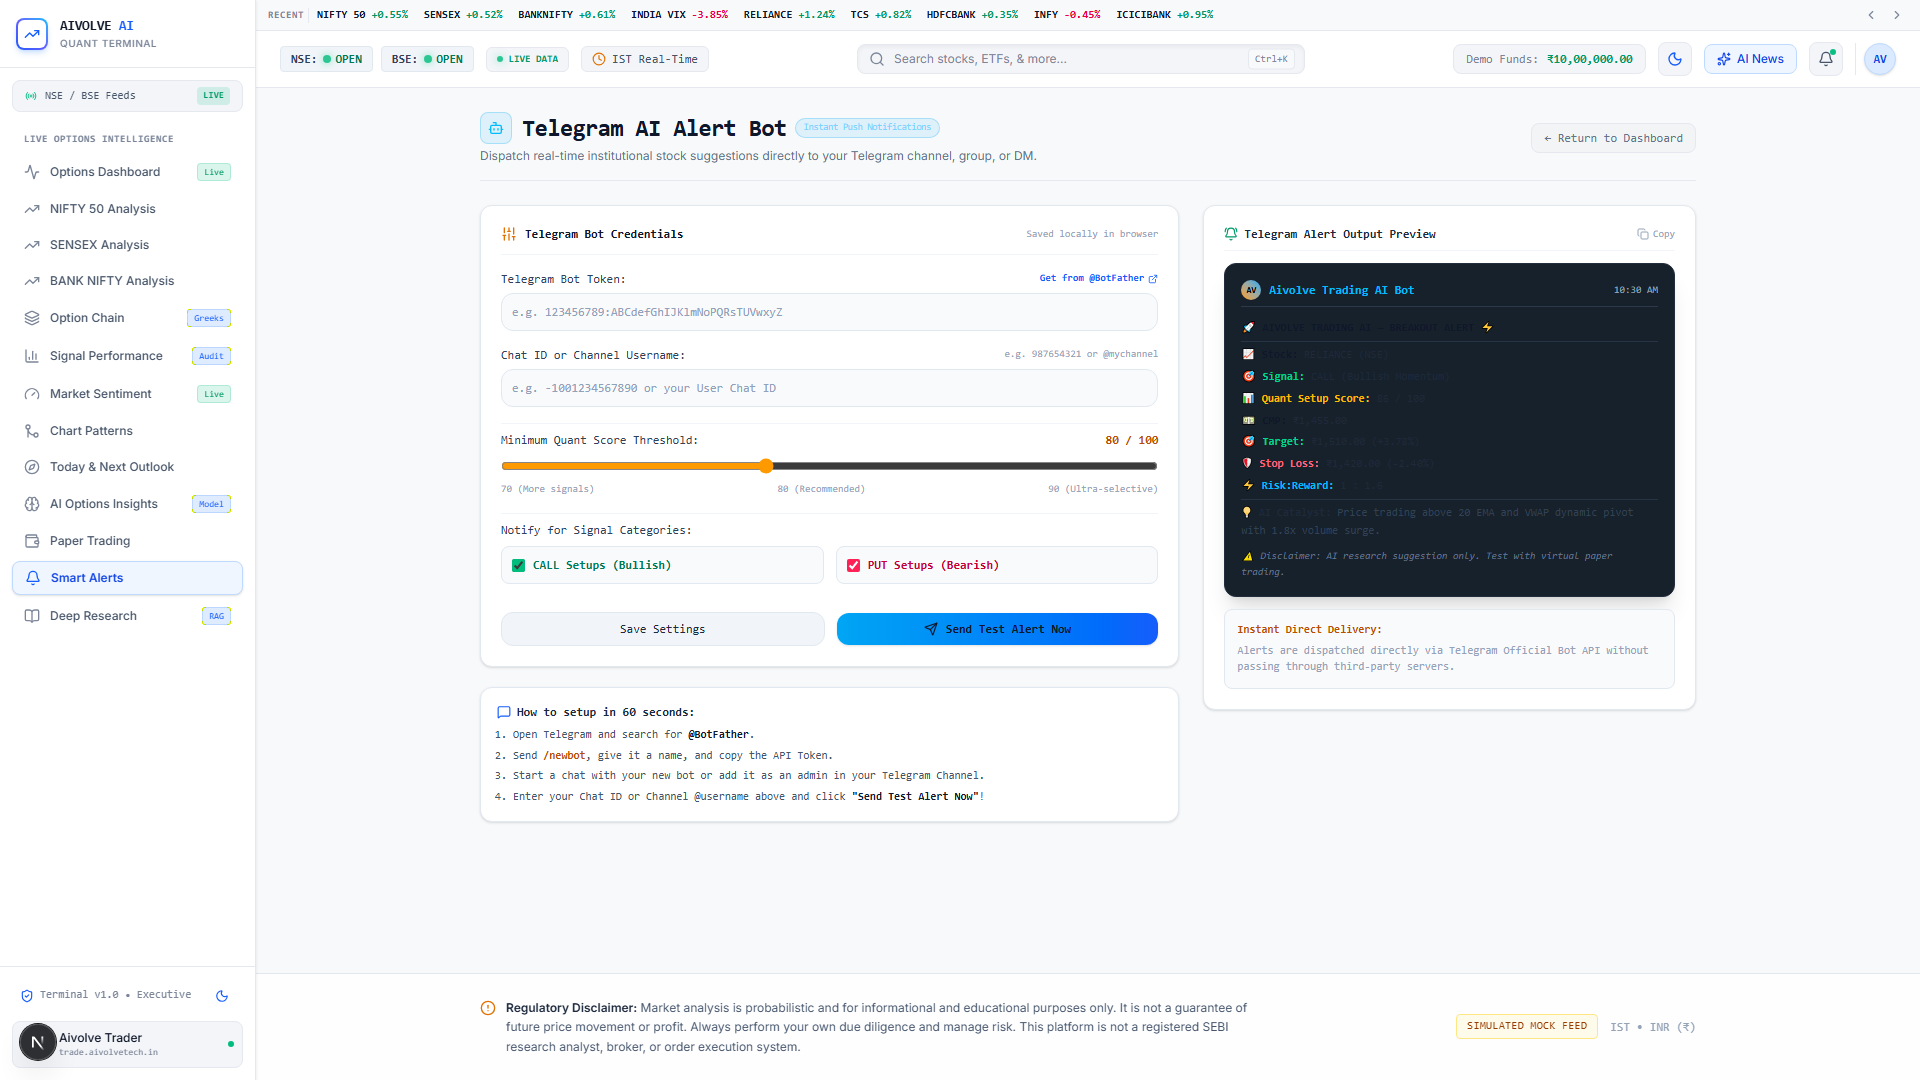 AIVOLVE AI
QUANT TERMINAL
NSE / BSE Feeds LIVE
LIVE OPTIONS INTELLIGENCE
Options Dashboard Live
NIFTY 50 Analysis
SENSEX Analysis
BANK NIFTY Analysis
Option Chain Greeks
Signal Performance Audit
Market Sentiment Live
Chart Patterns
Today & Next Outlook
AI Options Insights Model
Paper Trading
Smart Alerts
Deep Research RAG
Terminal v1.0 • Executive
N
Aivolve Trader
trade.aivolvetech.in
RECENT NIFTY 50 +0.55% SENSEX +0.52% BANKNIFTY +0.61% INDIA VIX -3.85% RELIANCE +1.24% TCS +0.82% HDFCBANK +0.35% INFY -0.45% ICICIBANK +0.95%
NSE: OPEN BSE: OPEN LIVE DATA IST Real-Time Search stocks, ETFs, & more... Ctrl+K Demo Funds: ₹10,00,000.00 AI News AV
Telegram AI Alert Bot Instant Push Notifications
Dispatch real-time institutional stock suggestions directly to your Telegram channel, group, or DM.
← Return to Dashboard
Telegram Bot Credentials Saved locally in browser
Telegram Bot Token: Get from @BotFather
e.g. 123456789:ABCdefGhIJKlmNoPQRsTUVwxyZ
Chat ID or Channel Username: e.g. 987654321 or @mychannel
e.g. -1001234567890 or your User Chat ID
Minimum Quant Score Threshold: 80 / 100
70 (More signals) 80 (Recommended) 90 (Ultra-selective)
Notify for Signal Categories:
CALL Setups (Bullish) PUT Setups (Bearish)
Save Settings Send Test Alert Now
How to setup in 60 seconds:
1. Open Telegram and search for @BotFather.
2. Send /newbot, give it a name, and copy the API Token.
3. Start a chat with your new bot or add it as an admin in your Telegram Channel.
4. Enter your Chat ID or Channel @username above and click "Send Test Alert Now"!
Telegram Alert Output Preview Copy
AV Aivolve Trading AI Bot 10:30 AM
AIVOLVE TRADING AI — BREAKOUT ALERT
Stock: RELIANCE (NSE)
Signal:
Quant Setup Score:
Target:
Stop Loss:
Risk:Reward:
AI Catalyst: Price trading above 20 EMA and VWAP dynamic pivot
with 1.8x volume surge.
Disclaimer: AI research suggestion only. Test with virtual paper
trading.
Instant Direct Delivery:
Alerts are dispatched directly via Telegram Official Bot API without
passing through third-party servers.
Regulatory Disclaimer: Market analysis is probabilistic and for informational and educational purposes only. It is not a guarantee of
future price movement or profit. Always perform your own due diligence and manage risk. This platform is not a registered SEBI
research analyst, broker, or order execution system.
SIMULATED MOCK FEED IST • INR (₹)